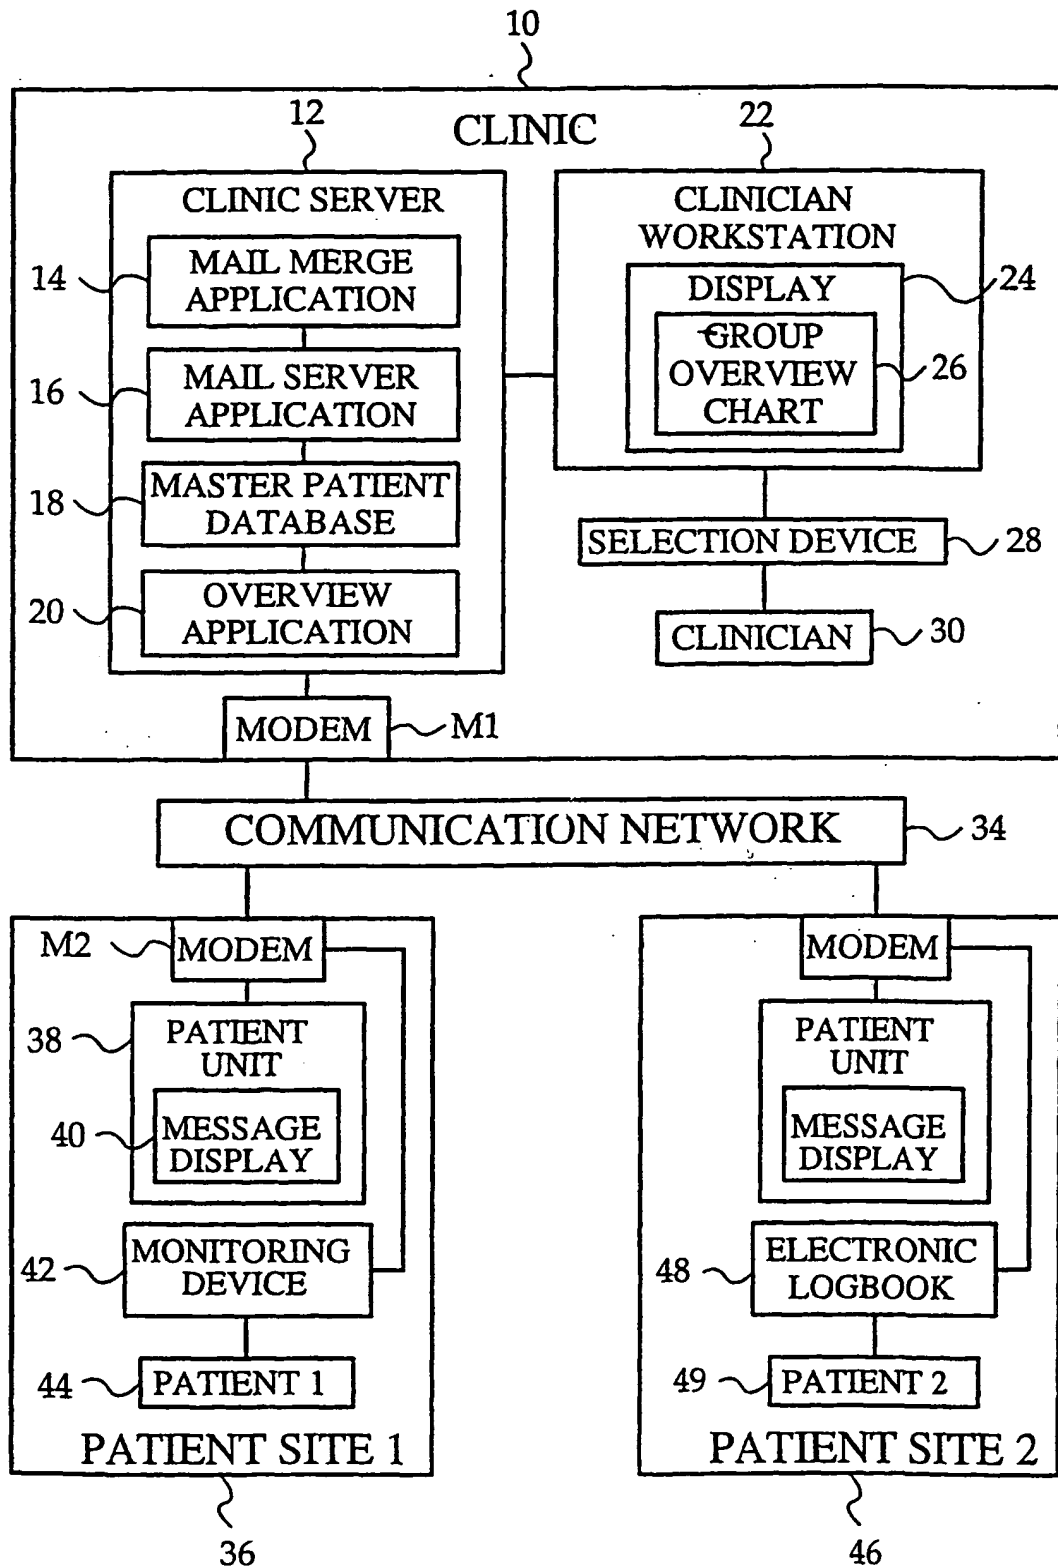 10
12
CLINIC
22
CLINIC SERVER
MAIL MERGE
APPLICATION
14
MAIL SERVER
APPLICATION
16
MASTER PATIENT
DATABASE
18
OVERVIEW
APPLICATION
20
CLINICIAN
WORKSTATION
DISPLAY
24
GROUP
OVERVIEW
CHART
26
SELECTION DEVICE
28
CLINICIAN
30
MODEM
M1
COMMUNICATION NETWORK
34
M2
MODEM
38
PATIENT
UNIT
40
MESSAGE
DISPLAY
42
MONITORING
DEVICE
44
PATIENT 1
PATIENT SITE 1
36
MODEM
PATIENT
UNIT
MESSAGE
DISPLAY
48
ELECTRONIC
LOGBOOK
49
PATIENT 2
PATIENT SITE 2
46